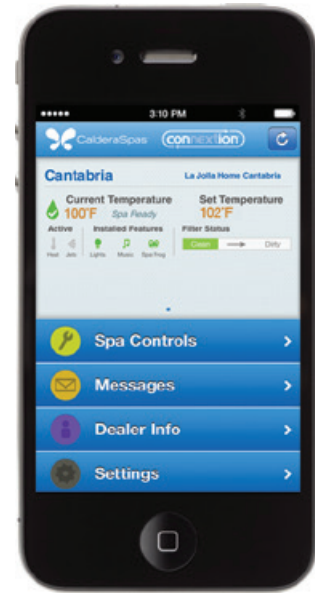 3:10 PM
CalderaSpas connextion
Cantabria La Jolla Home Cantabria
Current Temperature Set Temperature
100°F Spa Ready 102°F
Active Installed Features Filter Status
Heat Jets Lights Music Spa Frog Clean Dirty
Spa Controls
Messages
Dealer Info
Settings